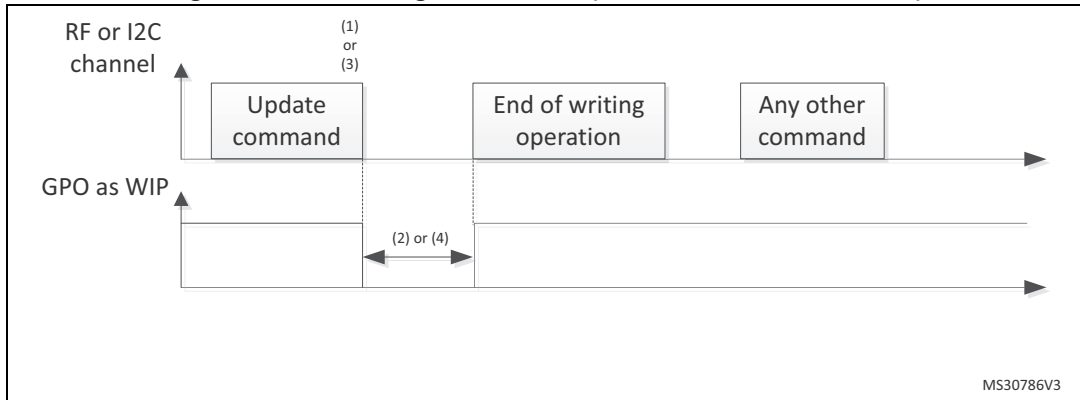 RF or I2C
channel
(1)
or
(3)
Update
command
End of writing
operation
Any other
command
GPO as WIP
(2) or (4)
MS30786V3